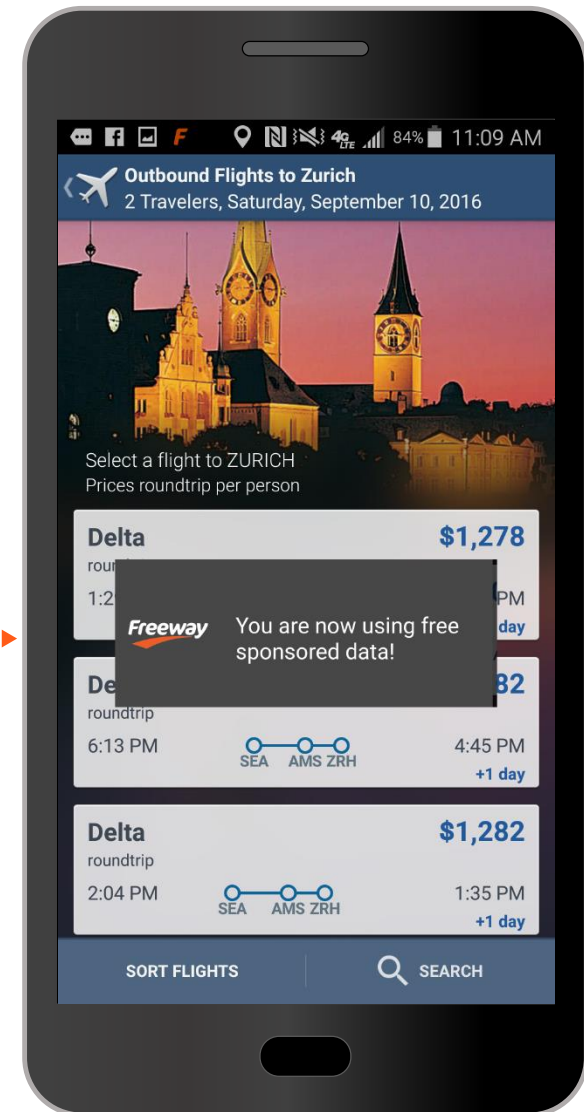 4G LTE 84% 11:09 AM
Outbound Flights to Zurich
2 Travelers, Saturday, September 10, 2016
Select a flight to ZURICH
Prices roundtrip per person
Delta $1,278
PM
day
Freeway You are now using free
sponsored data!
82
roundtrip
6:13 PM 4:45 PM
SEA AMS ZRH
+1 day
Delta $1,282
roundtrip
2:04 PM 1:35 PM
SEA AMS ZRH
+1 day
SORT FLIGHTS SEARCH